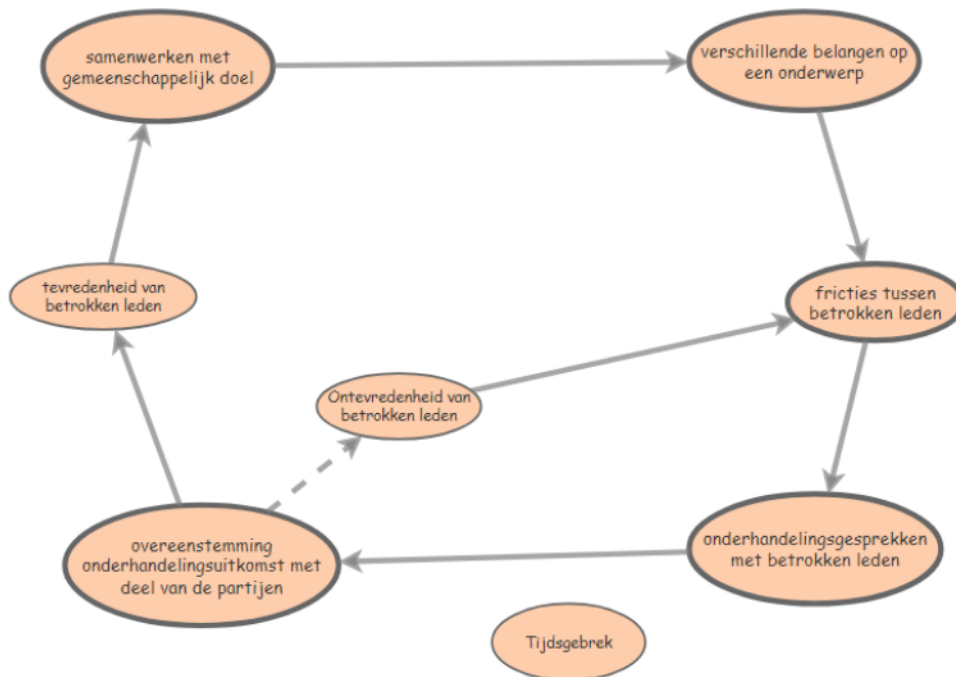 samenwerken met
gemeenschappelijk doel
verschillende belangen op
een onderwerp
tevredenheid van
betrokken leden
fricties tussen
betrokken leden
Ontevredenheid van
betrokken leden
overeenstemming
onderhandelingsuitkomst met
deel van de partijen
onderhandelingsgesprekken
met betrokken leden
Tijdsgebrek